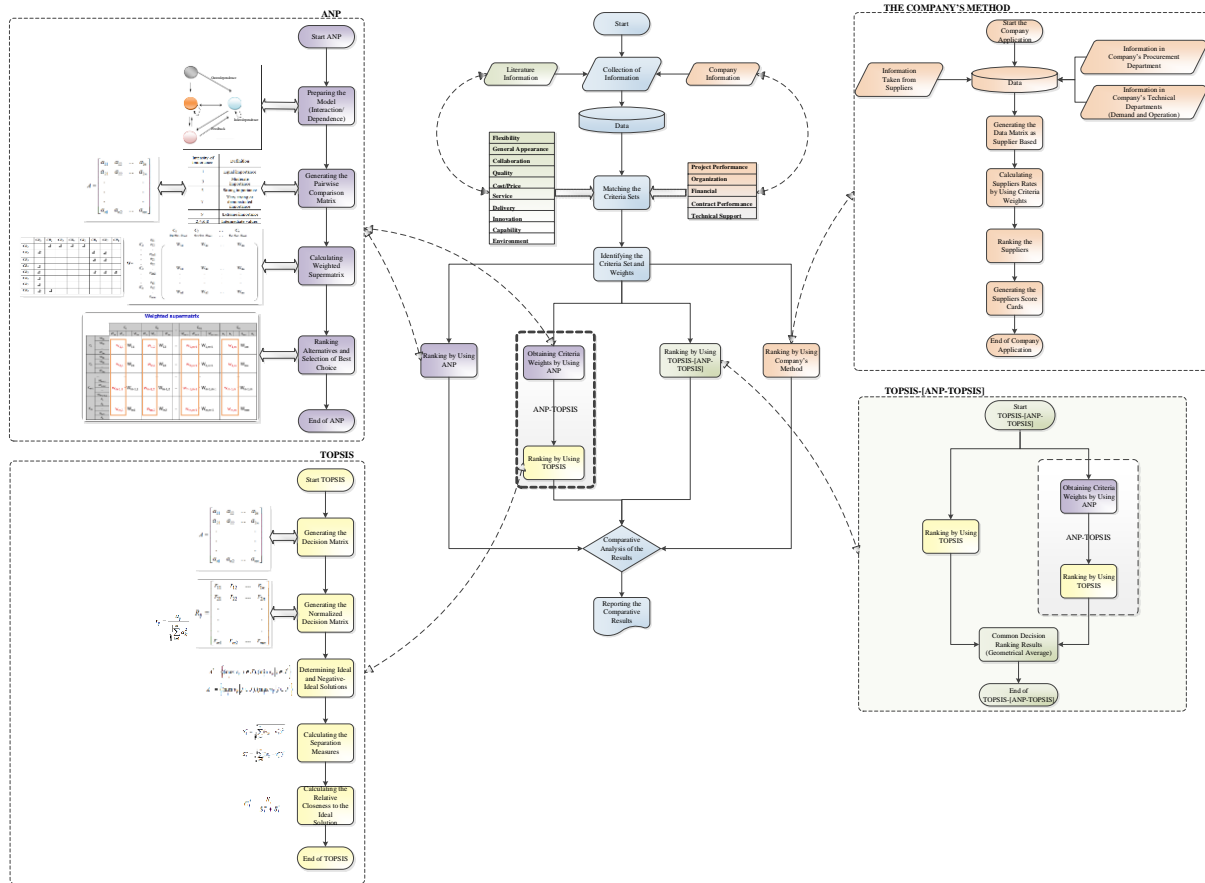 ANP
Start ANP
Preparing the
Model
(Interaction/
Dependence)
Generating the
Pairwise
Comparison
Matrix
Calculating
Weighted
Supermatrix
Weighted supermatrix
Ranking
Alternatives and
Selection of Best
Choice
End of ANP
TOPSIS
Start TOPSIS
Generating the
Decision Matrix
Generating the
Normalized
Decision Matrix
Determining Ideal
and Negative-
Ideal Solutions
Calculating the
Separation
Measures
Calculating the
Relative
Closeness to the
Ideal
Solution
End of TOPSIS
Start
Literature
Information
Collection of
Information
Company
Information
Data
Flexibility
General Appearance
Collaboration
Quality
Cost/Price
Service
Delivery
Innovation
Capability
Environment
Matching the
Criteria Sets
Project Performance
Organization
Financial
Contract Performance
Technical Support
Identifying the
Criteria Set and
Weights
Ranking by Using
ANP
Obtaining Criteria
Weights by Using
ANP
ANP-TOPSIS
Ranking by Using
TOPSIS
Ranking by Using
TOPSIS-[ANP-
TOPSIS]
Ranking by Using
Company's
Method
Comparative
Analysis of the
Results
Reporting the
Comparative
Results
THE COMPANY'S METHOD
Start the
Company
Application
Information
Taken from
Suppliers
Data
Information in
Company's Procurement
Department
Information in
Company's Technical
Departments
(Demand and Operation)
Generating the
Data Matrix as
Supplier Based
Calculating
Suppliers Rates
by Using Criteria
Weights
Ranking
the Suppliers
Generating the
Suppliers Score
Cards
End of Company
Application
TOPSIS-[ANP-TOPSIS]
Start
TOPSIS-[ANP-
TOPSIS]
Obtaining Criteria
Weights by Using
ANP
Ranking by Using
TOPSIS
ANP-TOPSIS
Ranking by Using
TOPSIS
Common Decision
Ranking Results
(Geometrical Average)
End of
TOPSIS-[ANP-TOPSIS]